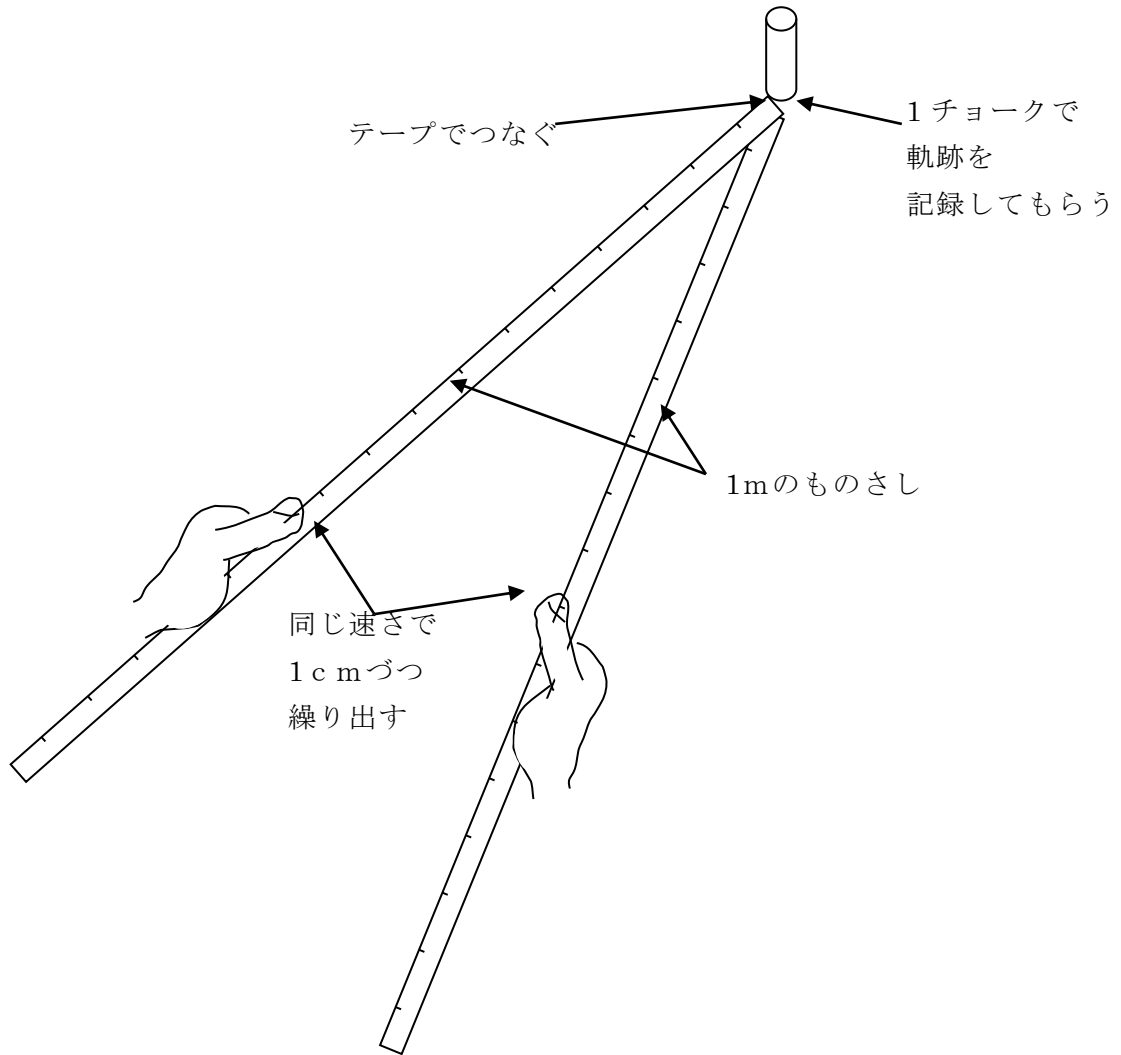 テープでつなぐ
1チョークで
軌跡を
記録してもらう
1mのものさし
同じ速さで
1ｃｍづつ
繰り出す